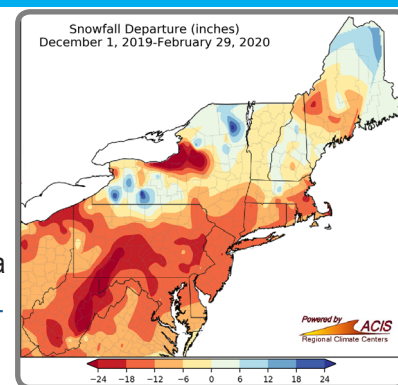 Snowfall Departure (inches)
December 1, 2019-February 29, 2020
a
Powered by
ACIS
Regional Climate Centers
−24 −18 −12 −6 0 6 12 18 24